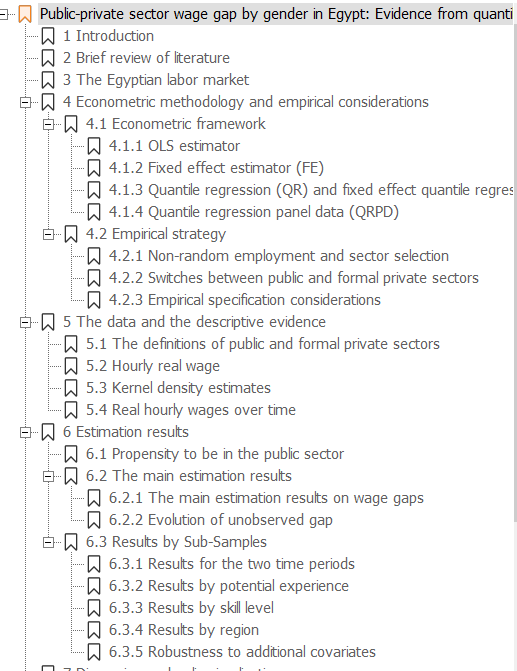 Public-private sector wage gap by gender in Egypt: Evidence from quanti
1 Introduction
2 Brief review of literature
3 The Egyptian labor market
4 Econometric methodology and empirical considerations
4.1 Econometric framework
4.1.1 OLS estimator
4.1.2 Fixed effect estimator (FE)
4.1.3 Quantile regression (QR) and fixed effect quantile regres
4.1.4 Quantile regression panel data (QRPD)
4.2 Empirical strategy
4.2.1 Non-random employment and sector selection
4.2.2 Switches between public and formal private sectors
4.2.3 Empirical specification considerations
5 The data and the descriptive evidence
5.1 The definitions of public and formal private sectors
5.2 Hourly real wage
5.3 Kernel density estimates
5.4 Real hourly wages over time
6 Estimation results
6.1 Propensity to be in the public sector
6.2 The main estimation results
6.2.1 The main estimation results on wage gaps
6.2.2 Evolution of unobserved gap
6.3 Results by Sub-Samples
6.3.1 Results for the two time periods
6.3.2 Results by potential experience
6.3.3 Results by skill level
6.3.4 Results by region
6.3.5 Robustness to additional covariates